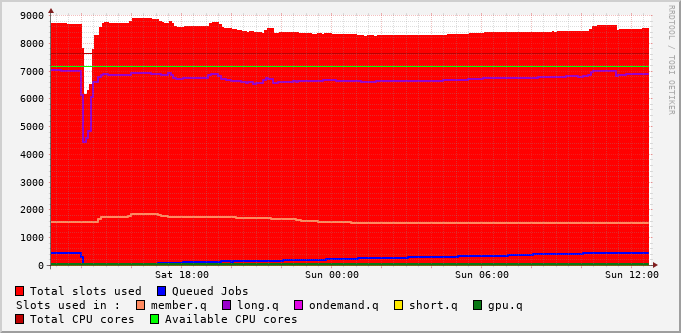 RRDTOOL / TOBI OETIKER
9000
8000
7000
6000
5000
4000
3000
2000
1000
0
Sat 18:00 Sun 00:00 Sun 06:00 Sun 12:00
Total slots used Queued Jobs
Slots used in : member.q long.q ondemand.q short.q gpu.q
Total CPU cores Available CPU cores